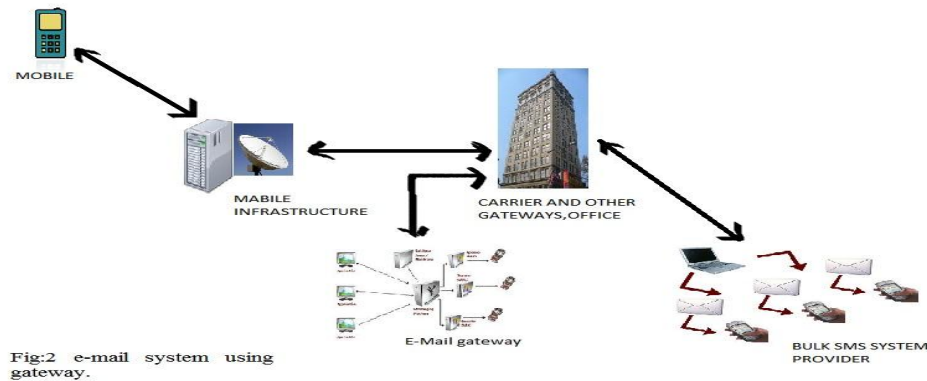 MOBILE
MABILE
INFRASTRUCTURE
CARRIER AND OTHER
GATEWAYS,OFFICE
E-Mail gateway
BULK SMS SYSTEM
PROVIDER
Fig:2 e-mail system using
gateway.